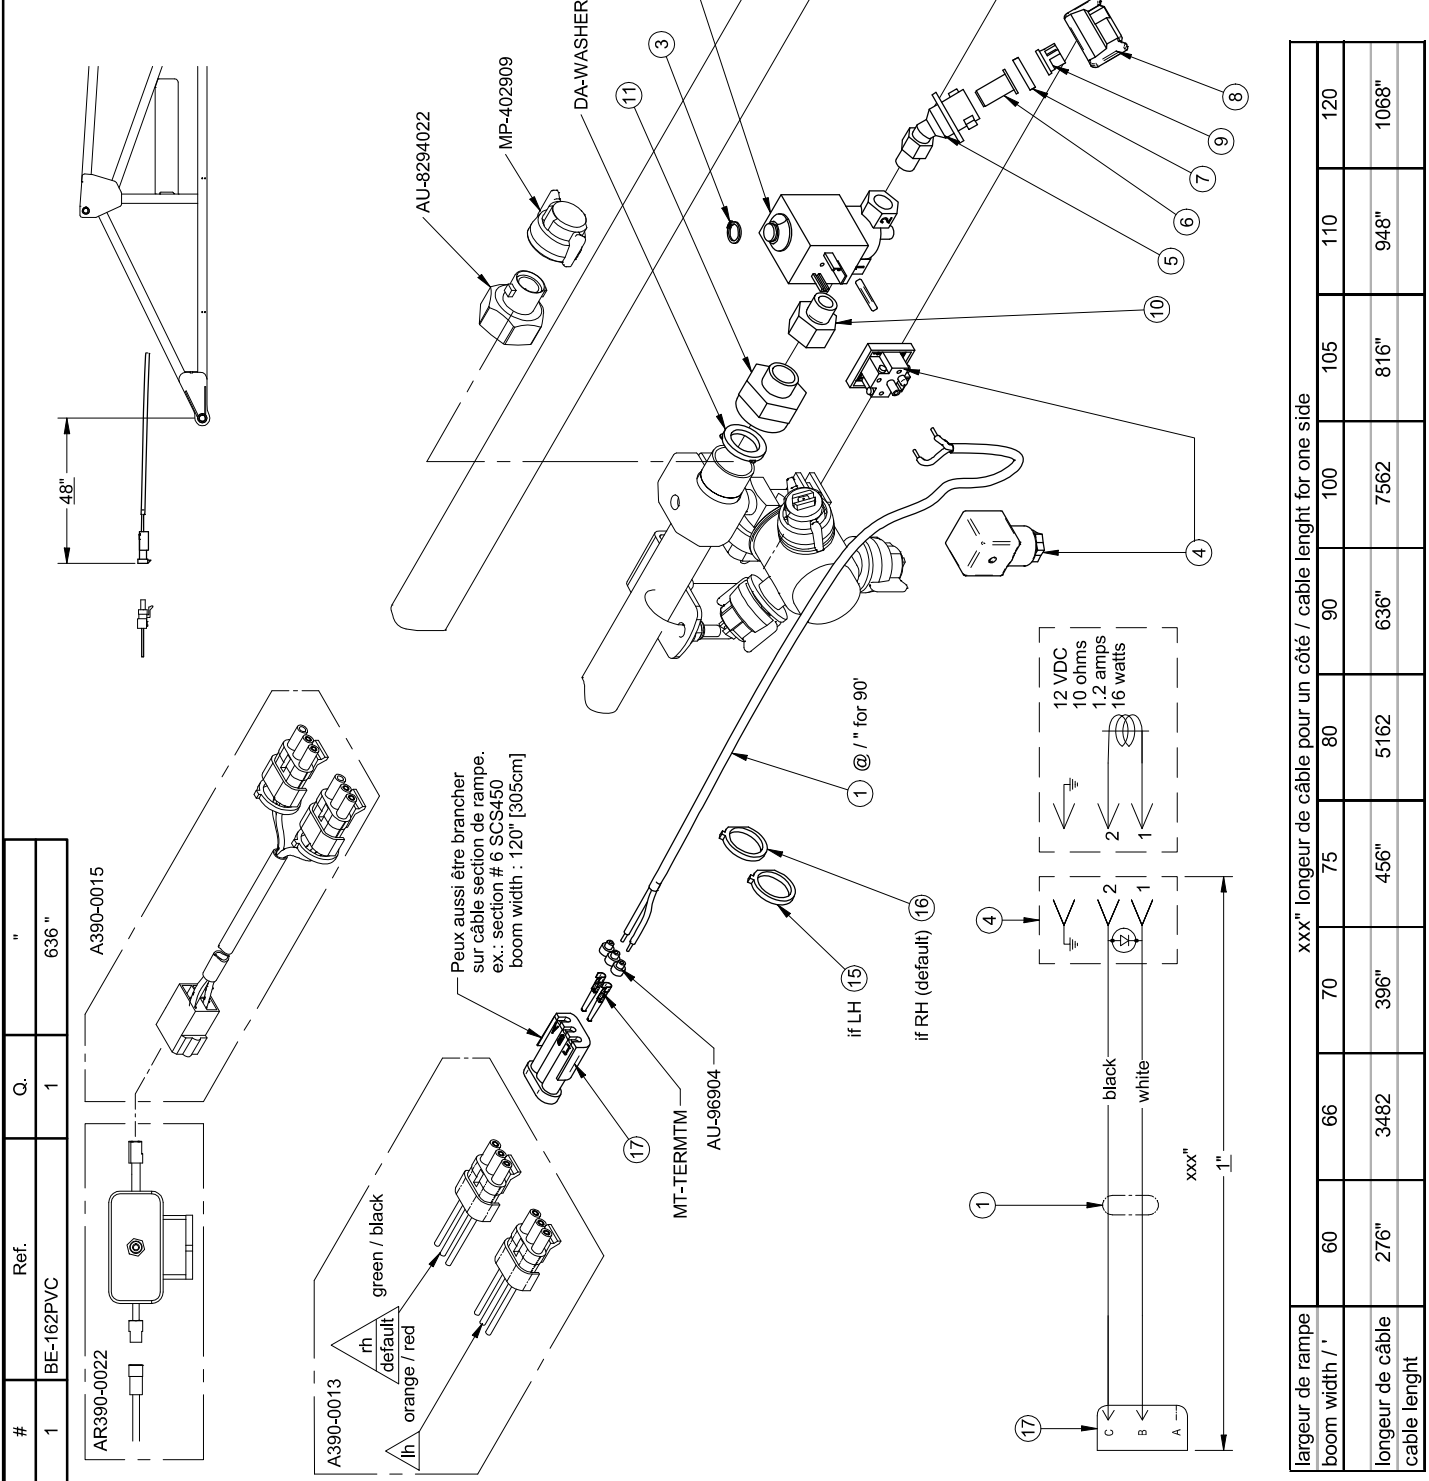 # Ref. Q. "
1 BE-162PVC 1 636 "
AR390-0022
A390-0015
48"
AU-8294022
MP-402909
DA-WASHER
3
11
A390-0013
rh
default
green / black
lh
orange / red
Peux aussi être brancher
sur câble section de rampe.
ex.: section # 6 SCS450
boom width : 120" [305cm]
17
MT-TERMTM
AU-96904
1 @ / " for 90'
16
if LH 15
if RH (default)
2
10
5
6
7
9
8
4
12 VDC
10 ohms
1.2 amps
16 watts
2
1
4
2
1
black
white
1
xxx"
1"
17
C
B
A
xxx" longeur de câble pour un côté / cable lenght for one side
largeur de rampe
boom width / ' 60 66 70 75 80 90 100 105 110 120
longeur de câble 276" 3482 396" 456" 5162 636" 7562 816" 948" 1068"
cable lenght